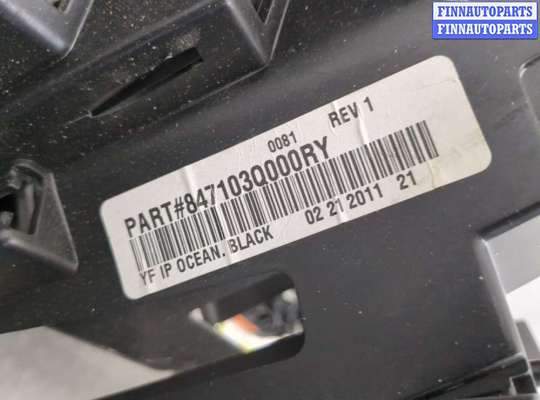 FINNAUTOPARTS
FINNAUTOPARTS
0081 REV 1
PART#847103Q000RY
YF IP OCEAN. BLACK 02 21 2011 21